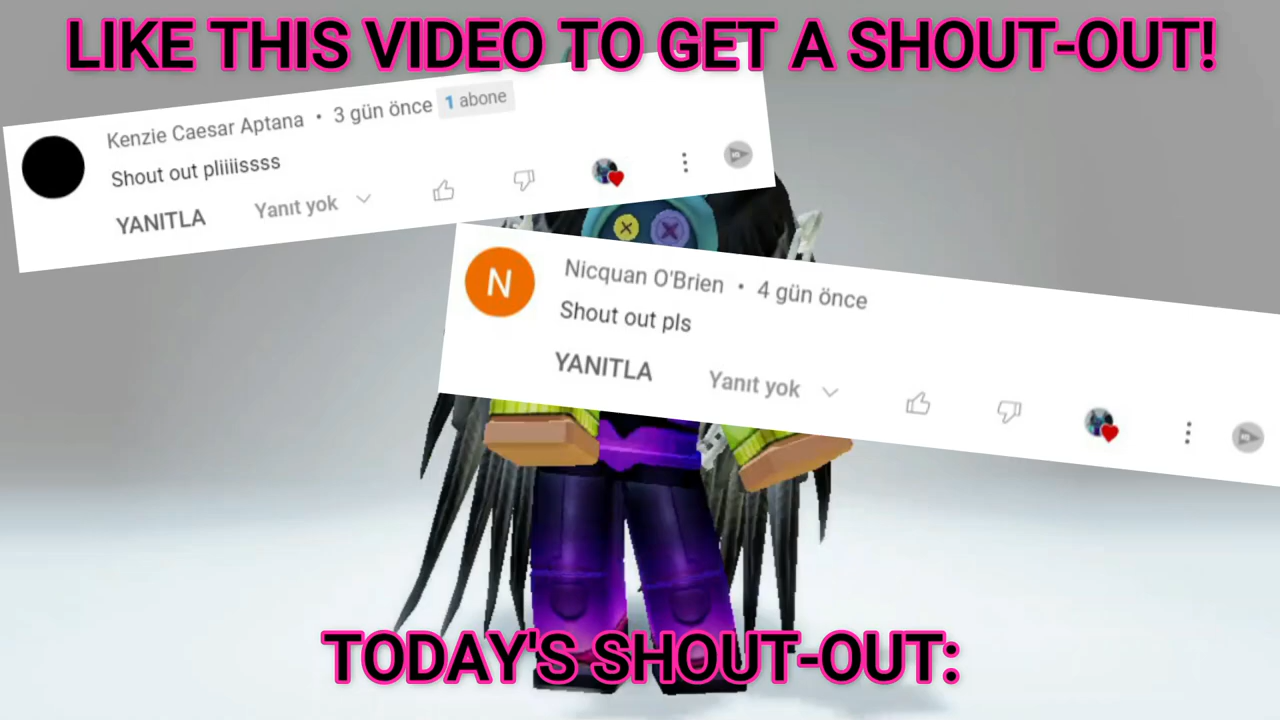 LIKE THIS VIDEO TO GET A SHOUT-OUT!
Kenzie Caesar Aptana • 3 gün önce 1 abone
Shout out pliiiissss
YANITLA Yanıt yok
N
Nicquan O'Brien • 4 gün önce
Shout out pls
YANITLA Yanıt yok
TODAY'S SHOUT-OUT: